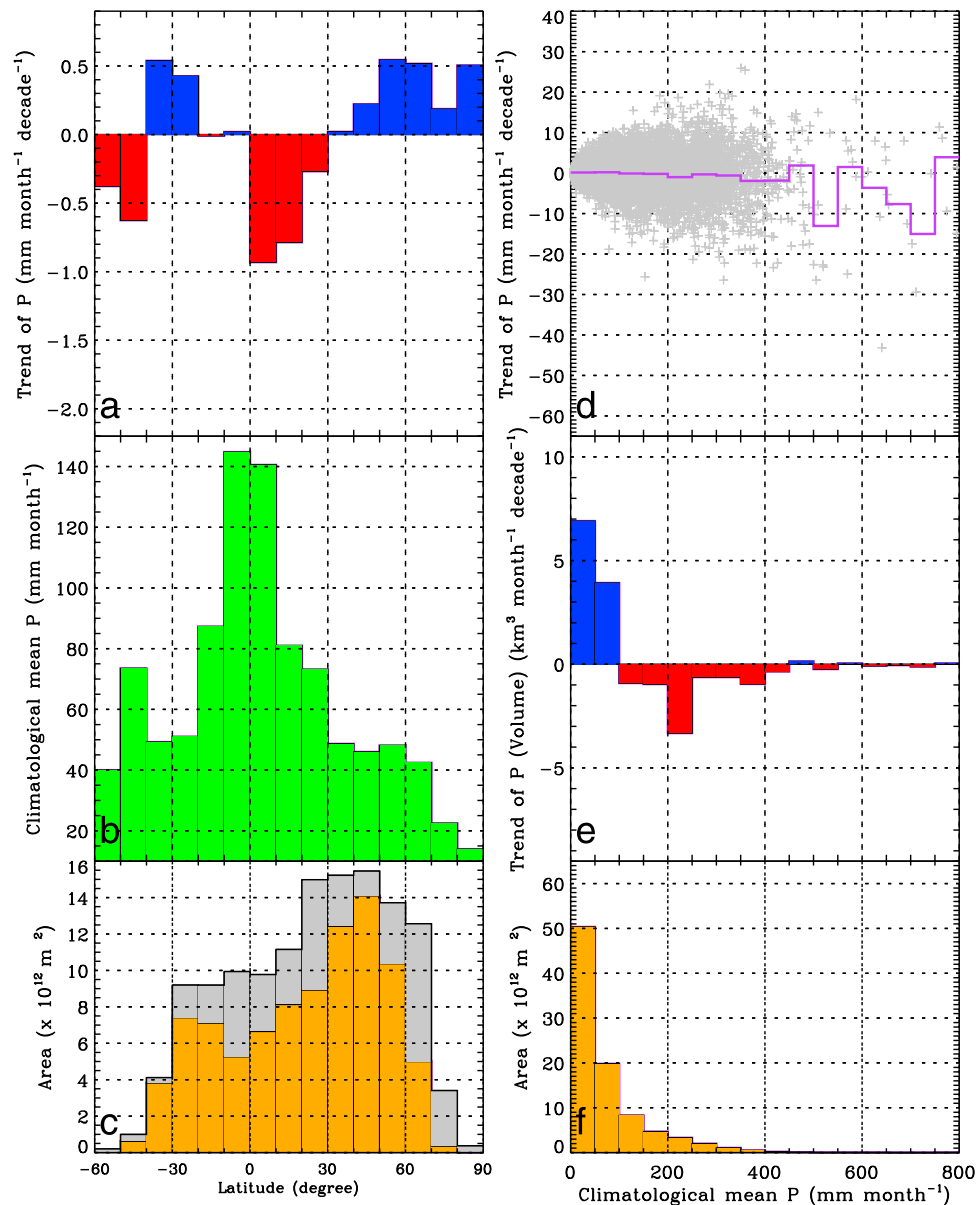 Trend of P (mm month⁻¹ decade⁻¹)
0.5
0.0
−0.5
−1.0
−1.5
−2.0
a
Climatological mean P (mm month⁻¹)
140
120
100
80
60
40
20
b
Area (x 10¹² m ²)
16
14
12
10
8
6
4
2
0
c
−60 −30 0 30 60 90
Latitude (degree)
Trend of P (mm month⁻¹ decade⁻¹)
40
30
20
10
0
−10
−20
−30
−40
−50
−60
d
Trend of P (Volume) (km³ month⁻¹ decade⁻¹)
10
5
0
−5
e
Area (x 10¹² m ²)
60
50
40
30
20
10
0
f
0 200 400 600 800
Climatological mean P (mm month⁻¹)